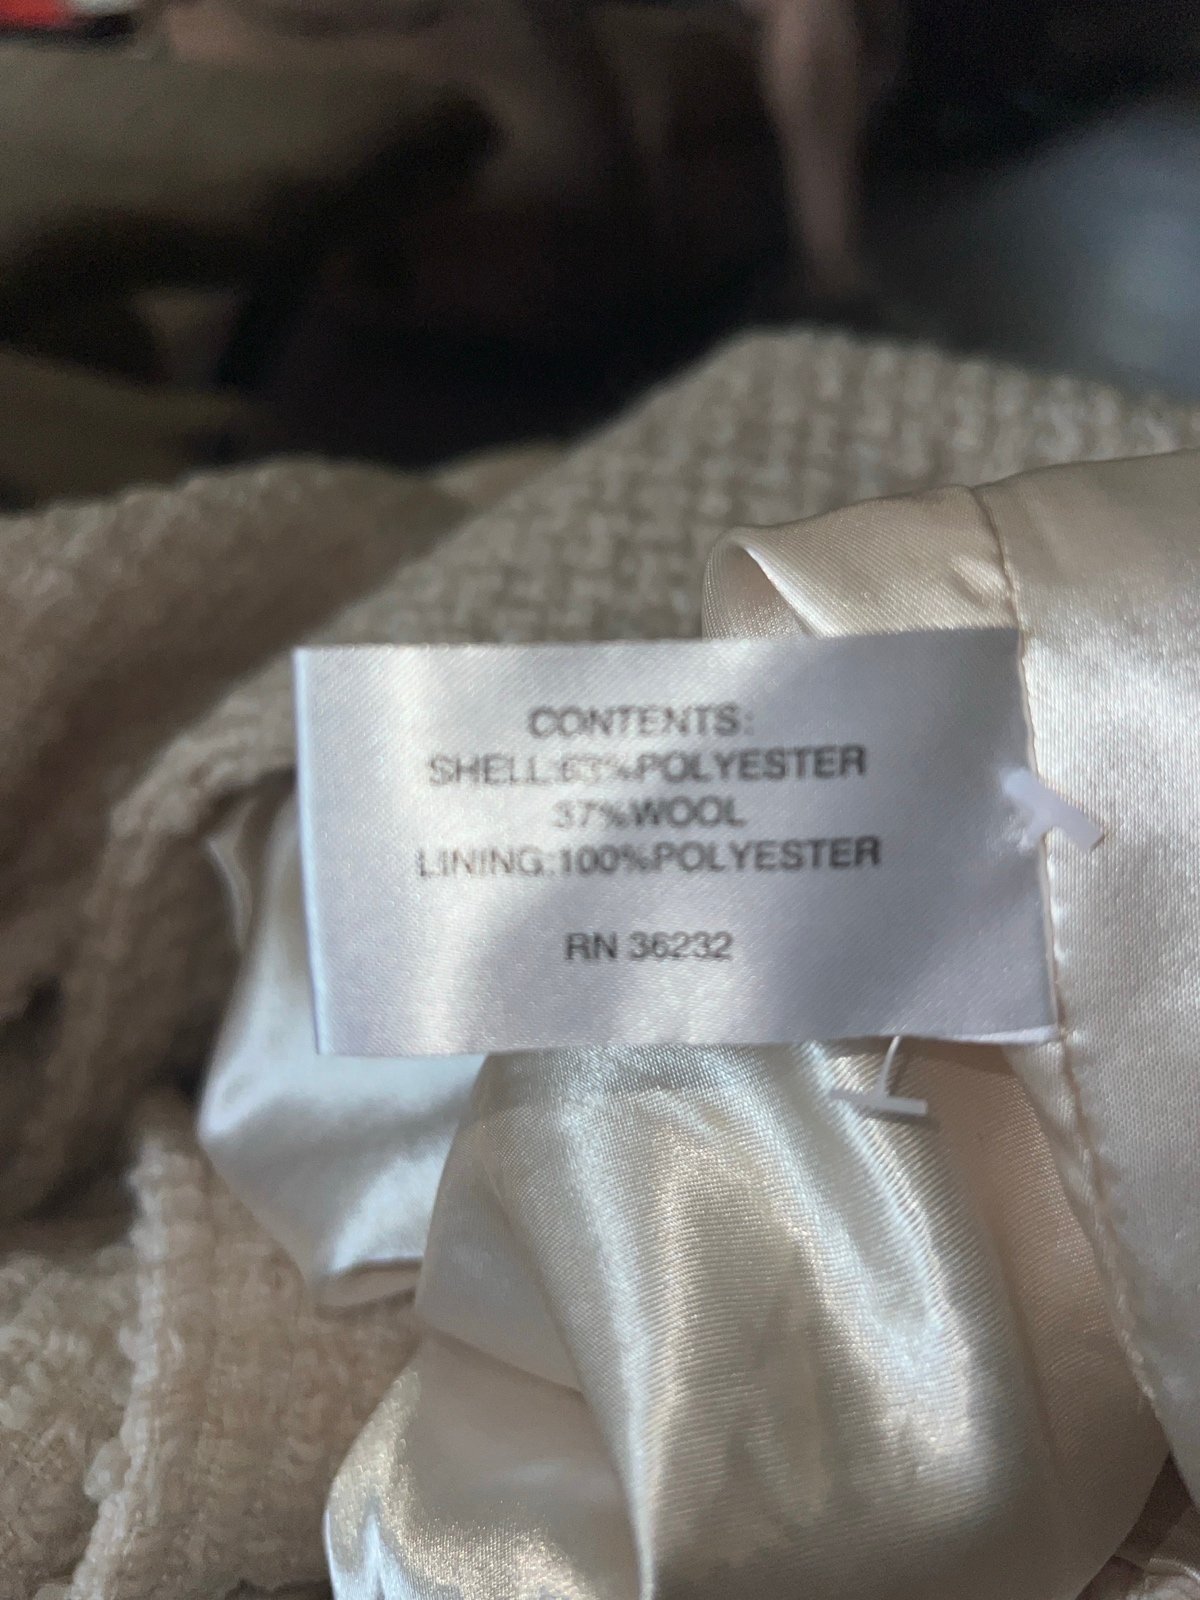 CONTENTS:
SHELL:63%POLYESTER
37%WOOL
LINING:100%POLYESTER
RN 36232